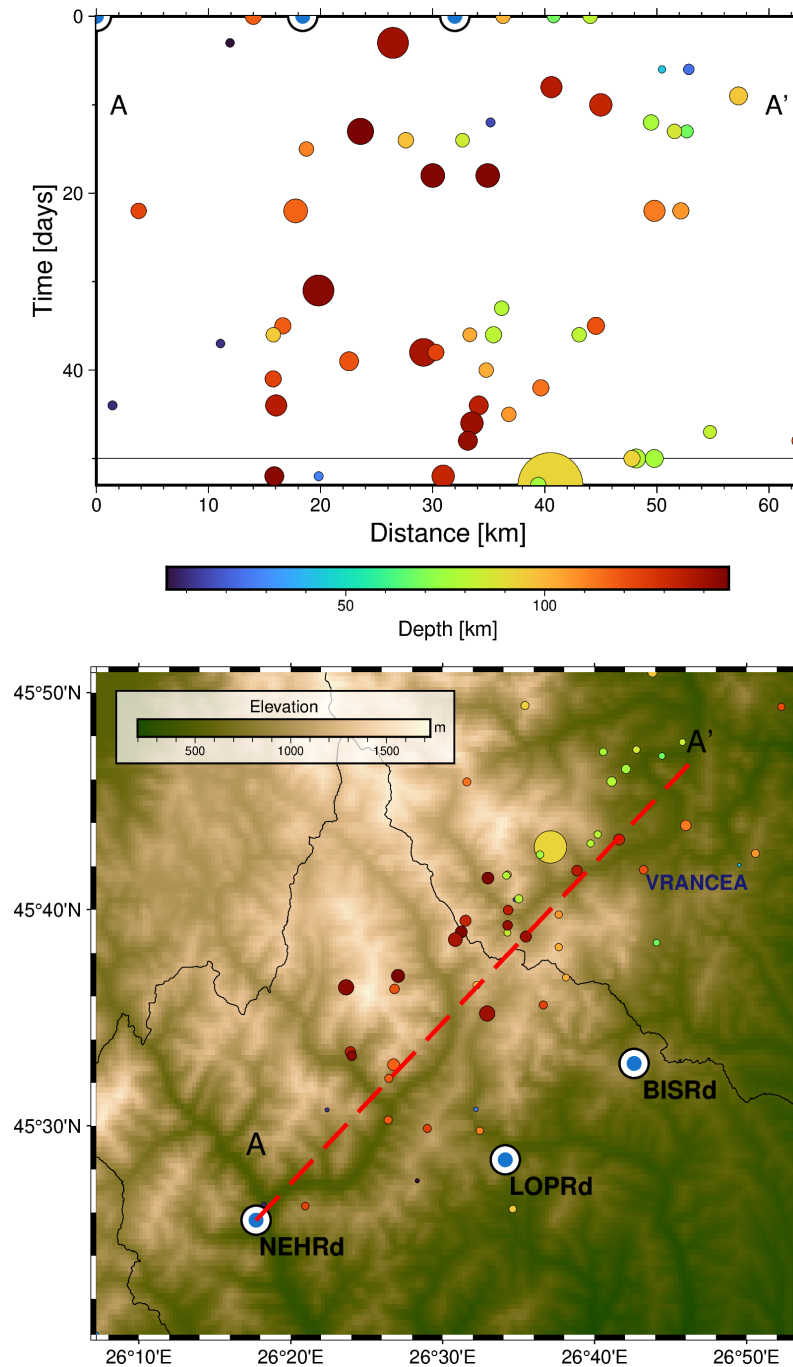 0
A
A’
20
40
Time [days]
0 10 20 30 40 50 60
Distance [km]
50 100
Depth [km]
45°50'N
Elevation
500 1000 1500
m
A’
VRANCEA
45°40'N
BISRd
45°30'N
A
LOPRd
NEHRd
26°10'E 26°20'E 26°30'E 26°40'E 26°50'E